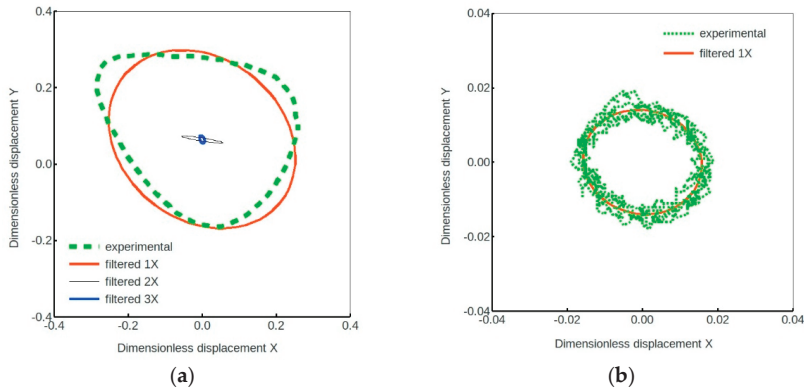 0.4
0.2
0.0
-0.2
-0.4
Dimensionless displacement Y
experimental
filtered 1X
filtered 2X
filtered 3X
-0.4 -0.2 0.0 0.2 0.4
Dimensionless displacement X
(a)
0.04
0.02
0.00
-0.02
-0.04
Dimensionless displacement Y
experimental
filtered 1X
-0.04 -0.02 0.00 0.02 0.04
Dimensionless displacement X
(b)